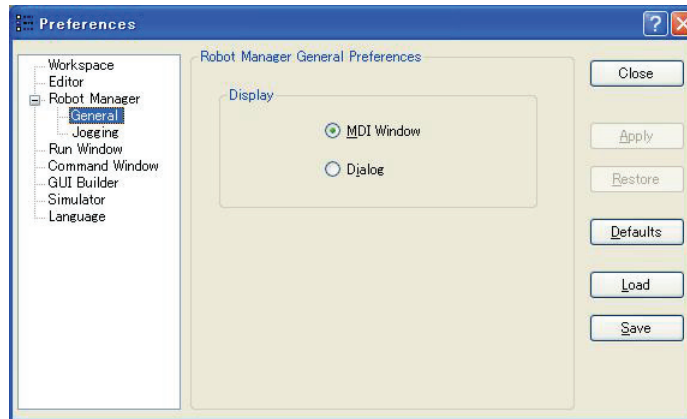 Preferences
Workspace
Editor
Robot Manager
General
Jogging
Run Window
Command Window
GUI Builder
Simulator
Language
Robot Manager General Preferences
Display
MDI Window
Dialog
Close
Apply
Restore
Defaults
Load
Save